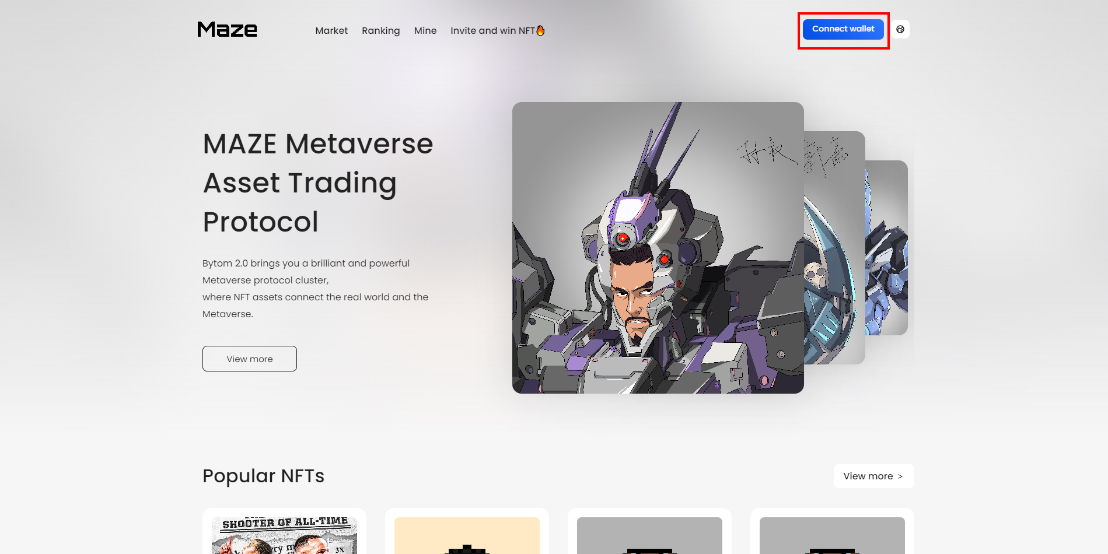 Maze
Market Ranking Mine Invite and win NFT🔥
Connect wallet
MAZE Metaverse
Asset Trading
Protocol
Bytom 2.0 brings you a brilliant and powerful
Metaverse protocol cluster,
where NFT assets connect the real world and the
Metaverse.
View more
Popular NFTs
View more >
SHOOTER OF ALL-TIME